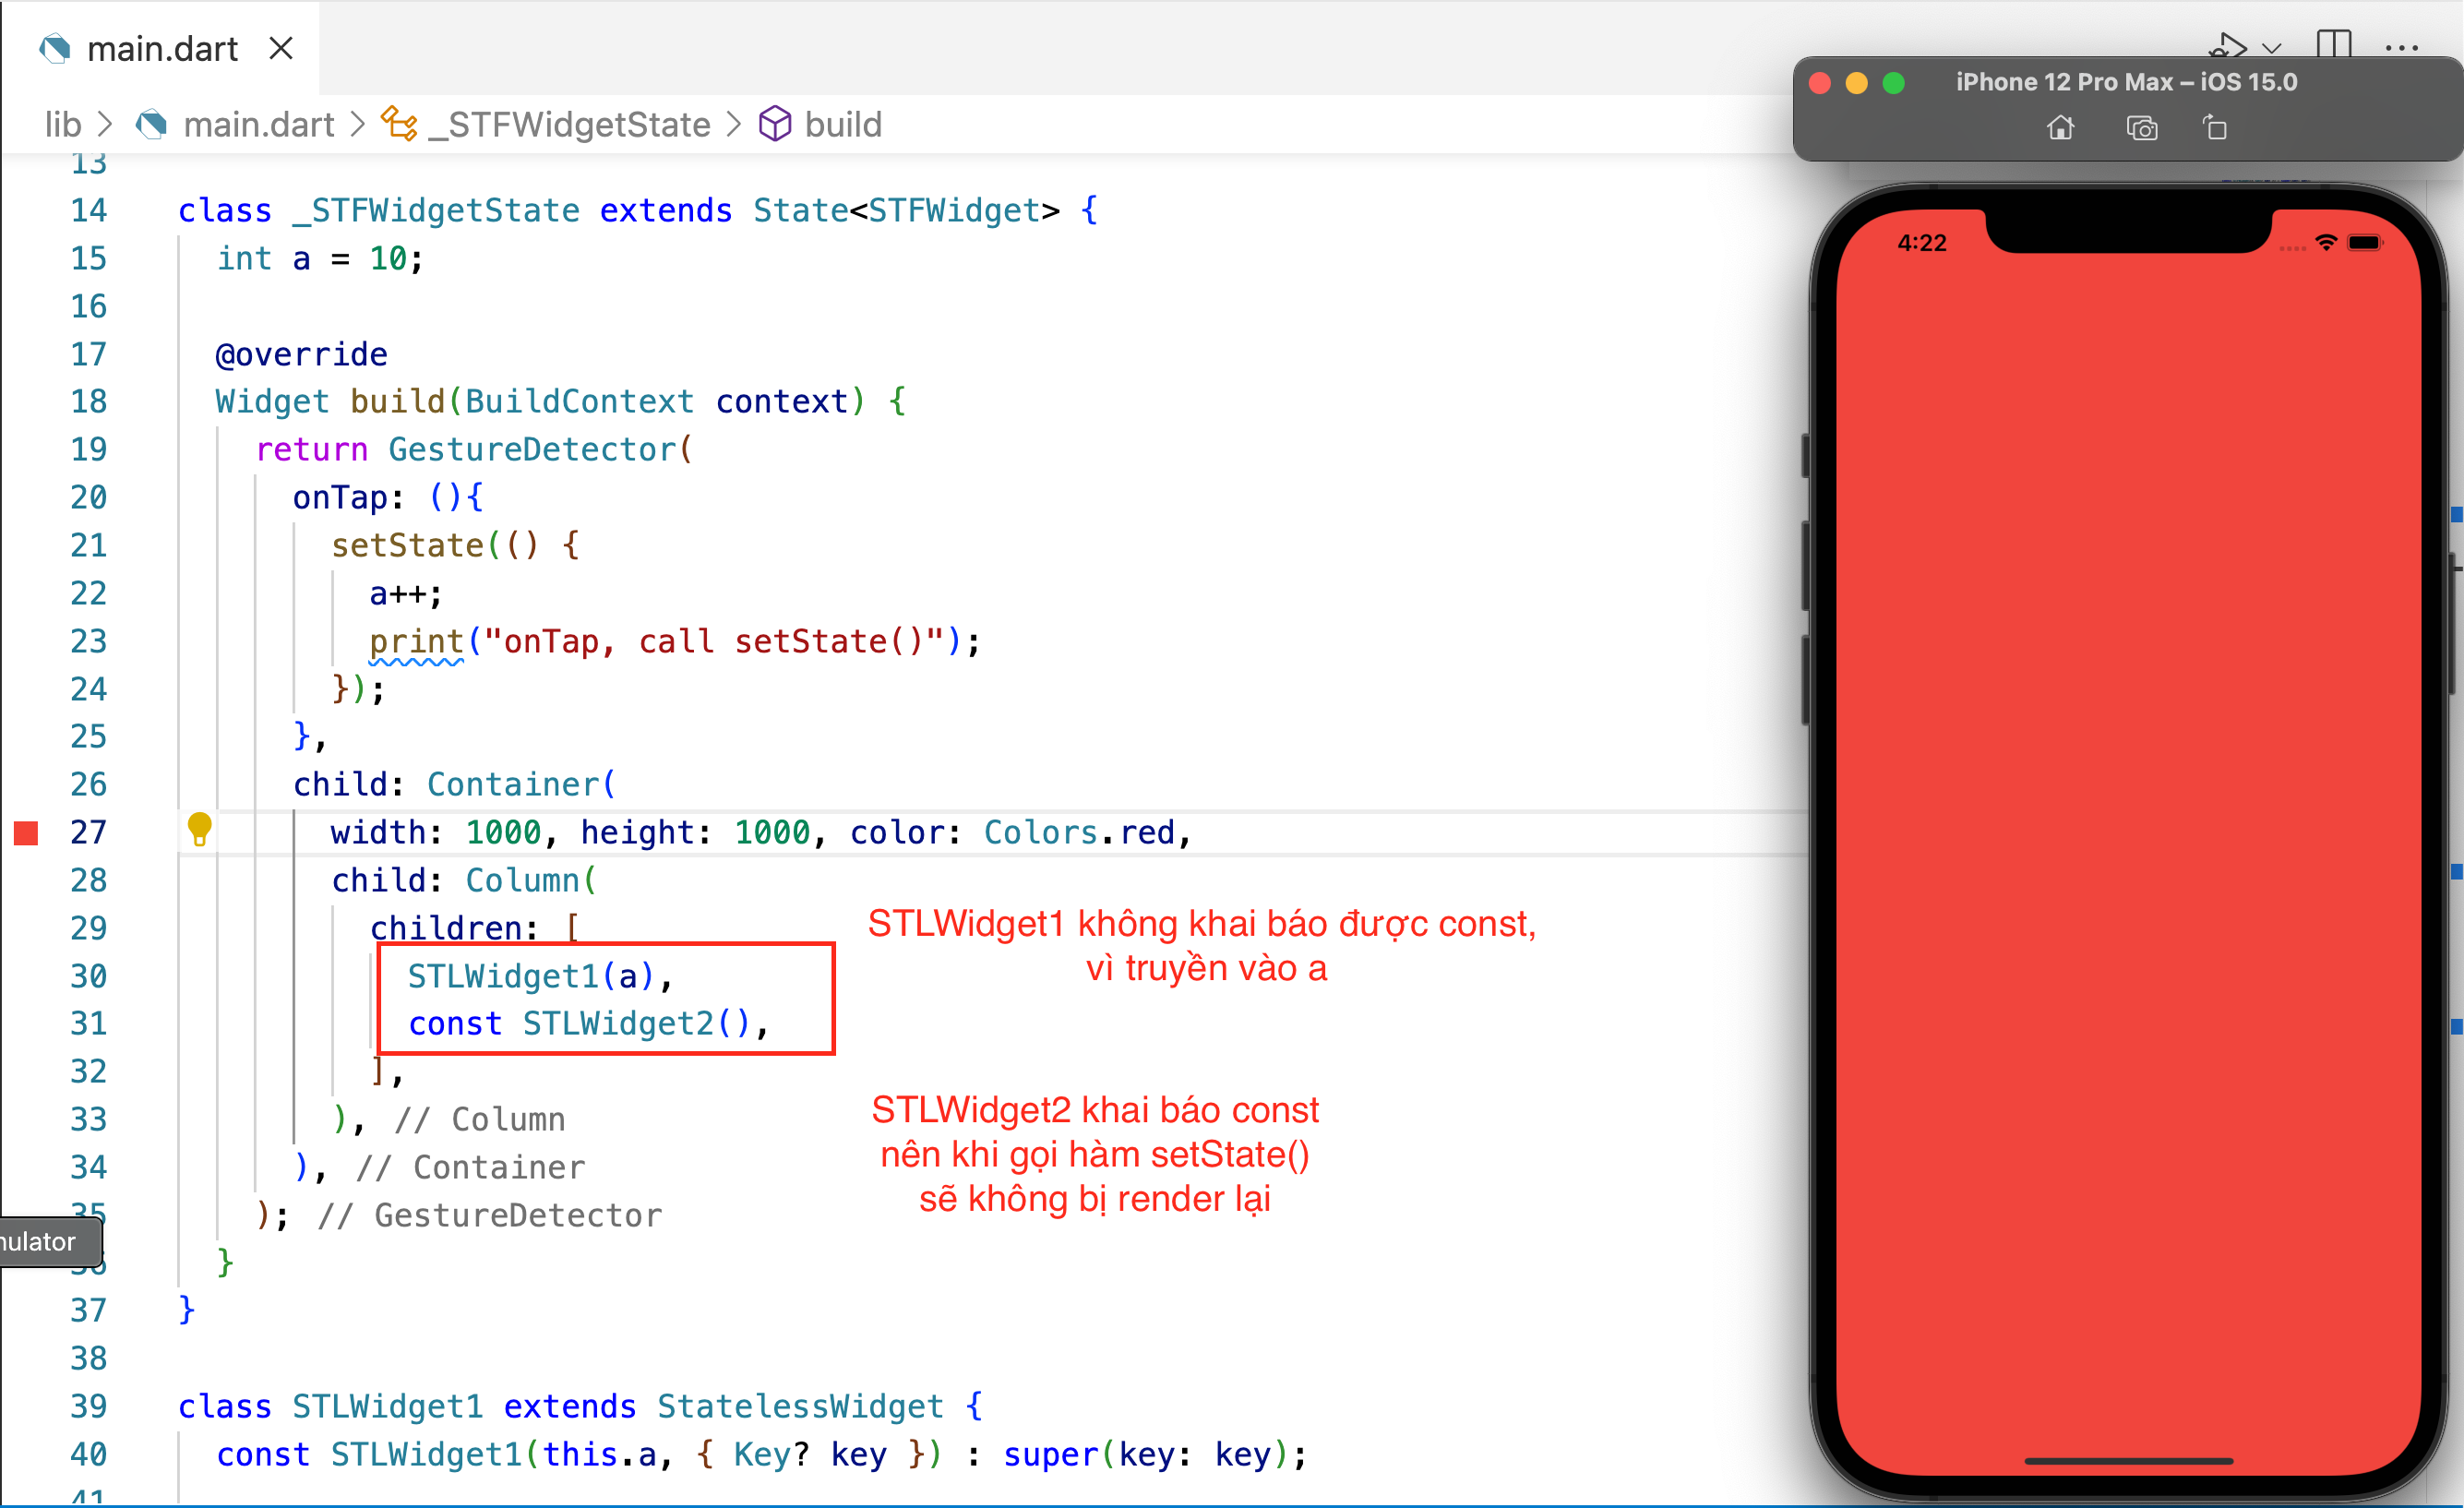 main.dart
lib > main.dart > _STFWidgetState > build
iPhone 12 Pro Max – iOS 15.0
4:22
13
14 class _STFWidgetState extends State<STFWidget> {
15 int a = 10;
16
17 @override
18 Widget build(BuildContext context) {
19 return GestureDetector(
20 onTap: (){
21 setState(() {
22 a++;
23 print("onTap, call setState()");
24 });
25 },
26 child: Container(
27 width: 1000, height: 1000, color: Colors.red,
28 child: Column(
29 children: [
30 STLWidget1(a),
31 const STLWidget2(),
32 ],
33 ), // Column
34 ), // Container
35 ); // GestureDetector
36 }
37 }
38
39 class STLWidget1 extends StatelessWidget {
40 const STLWidget1(this.a, { Key? key }) : super(key: key);
41
STLWidget1 không khai báo được const,
vì truyền vào a
STLWidget2 khai báo const
nên khi gọi hàm setState()
sẽ không bị render lại
nulator